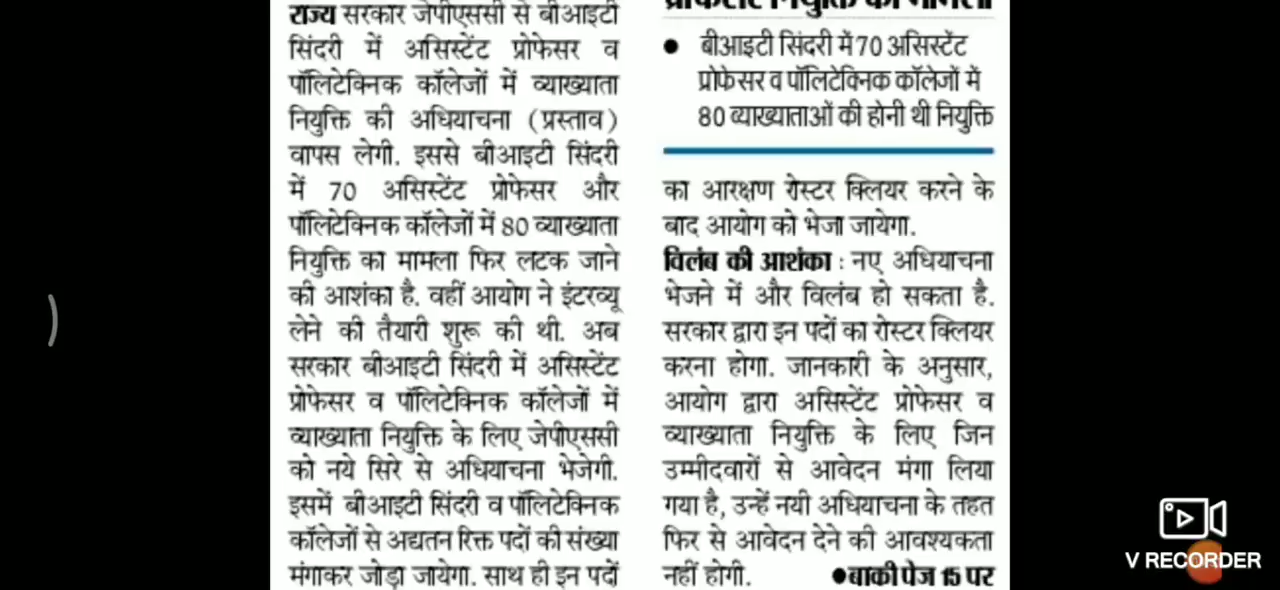 राज्य सरकार जेपीएससी से बीआइटी
सिंदरी में असिस्टेंट प्रोफेसर व
पॉलिटेक्निक कॉलेजों में व्याख्याता
नियुक्ति की अधियाचना (प्रस्ताव)
वापस लेगी. इससे बीआइटी सिंदरी
में 70 असिस्टेंट प्रोफेसर और
पॉलिटेक्निक कॉलेजों में 80 व्याख्याता
नियुक्ति का मामला फिर लटक जाने
की आशंका है. वहीं आयोग ने इंटरव्यू
लेने की तैयारी शुरू की थी. अब
सरकार बीआइटी सिंदरी में असिस्टेंट
प्रोफेसर व पॉलिटेक्निक कॉलेजों में
व्याख्याता नियुक्ति के लिए जेपीएससी
को नये सिरे से अधियाचना भेजेगी.
इसमें बीआइटी सिंदरी व पॉलिटेक्निक
कॉलेजों से अद्यतन रिक्त पदों की संख्या
मंगाकर जोड़ा जायेगा. साथ ही इन पदों
प्रोफेसर नियुक्ति का मामला
● बीआइटी सिंदरी में 70 असिस्टेंट
प्रोफेसर व पॉलिटेक्निक कॉलेजों में
80 व्याख्याताओं की होनी थी नियुक्ति
का आरक्षण रोस्टर क्लियर करने के
बाद आयोग को भेजा जायेगा.
विलंब की आशंका : नए अधियाचना
भेजने में और विलंब हो सकता है.
सरकार द्वारा इन पदों का रोस्टर क्लियर
करना होगा. जानकारी के अनुसार,
आयोग द्वारा असिस्टेंट प्रोफेसर व
व्याख्याता नियुक्ति के लिए जिन
उम्मीदवारों से आवेदन मंगा लिया
गया है, उन्हें नयी अधियाचना के तहत
फिर से आवेदन देने की आवश्यकता
नहीं होगी. ●बाकी पेज 15 पर
V RECORDER